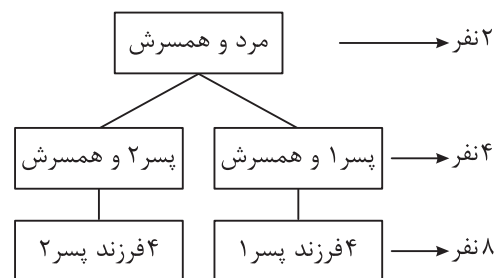 مرد و همسرش ۲نفر
پسر۱ و همسرش پسر۲ و همسرش ۴نفر
۴فرزند پسر۱ ۴فرزند پسر۲ ۸نفر